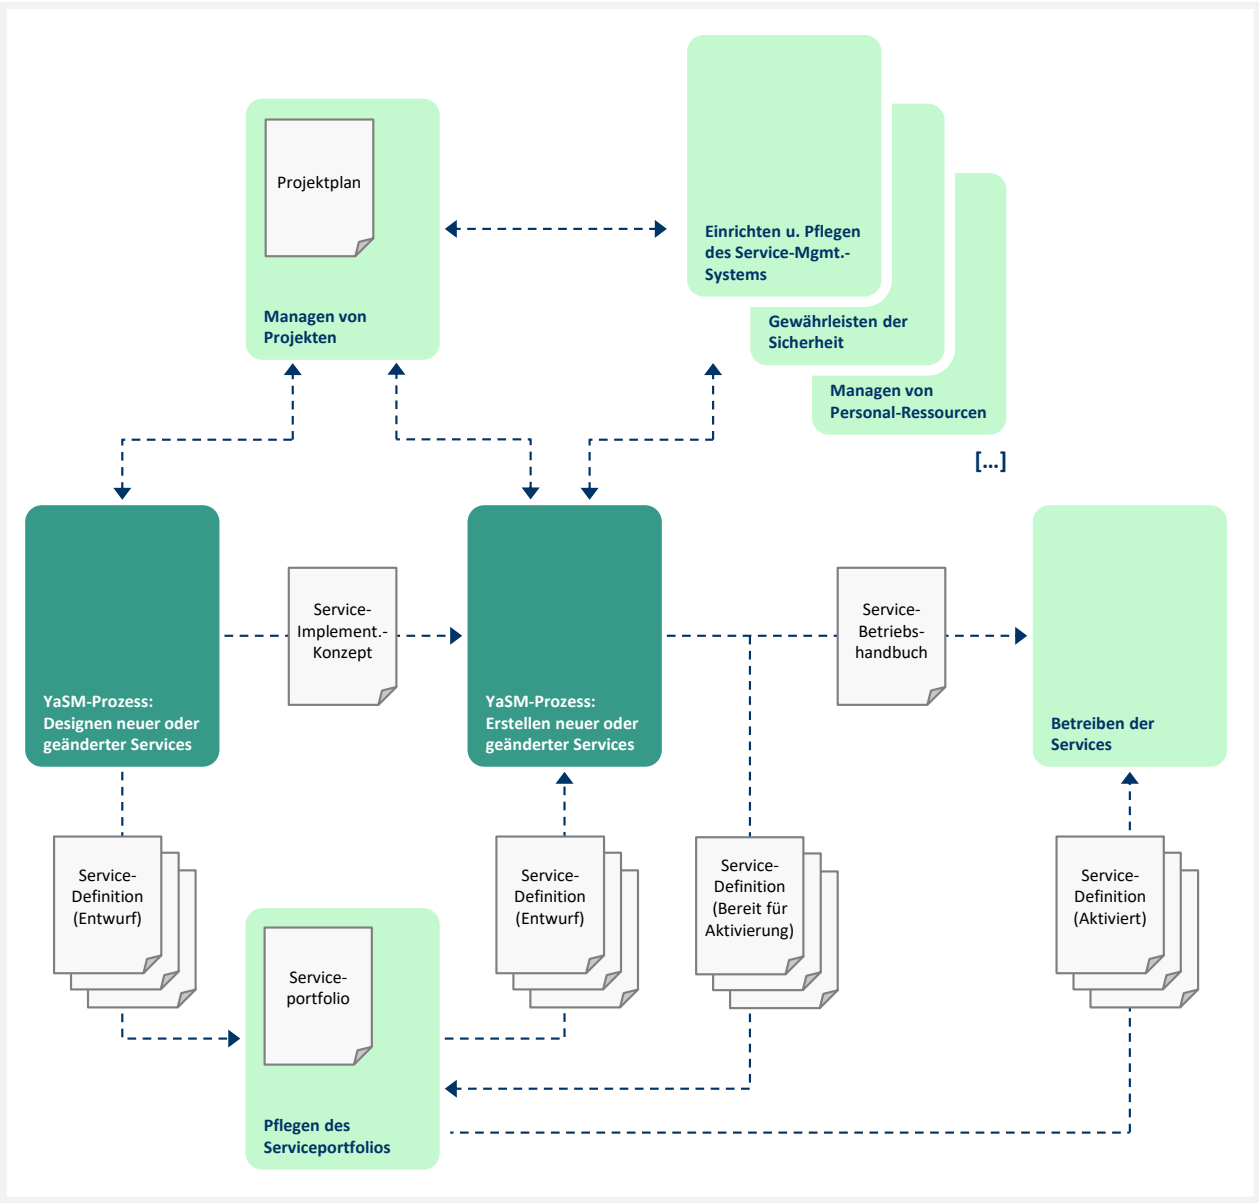 Projektplan
Managen von
Projekten
Einrichten u. Pflegen
des Service-Mgmt.-
Systems
Gewährleisten der
Sicherheit
Managen von
Personal-Ressourcen
[...]
YaSM-Prozess:
Designen neuer oder
geänderter Services
Service-
Implement.-
Konzept
YaSM-Prozess:
Erstellen neuer oder
geänderter Services
Service-
Betriebs-
handbuch
Betreiben der
Services
Service-
Definition
(Entwurf)
Service-
Definition
(Entwurf)
Service-
Definition
(Bereit für
Aktivierung)
Service-
Definition
(Aktiviert)
Service-
portfolio
Pflegen des
Serviceportfolios